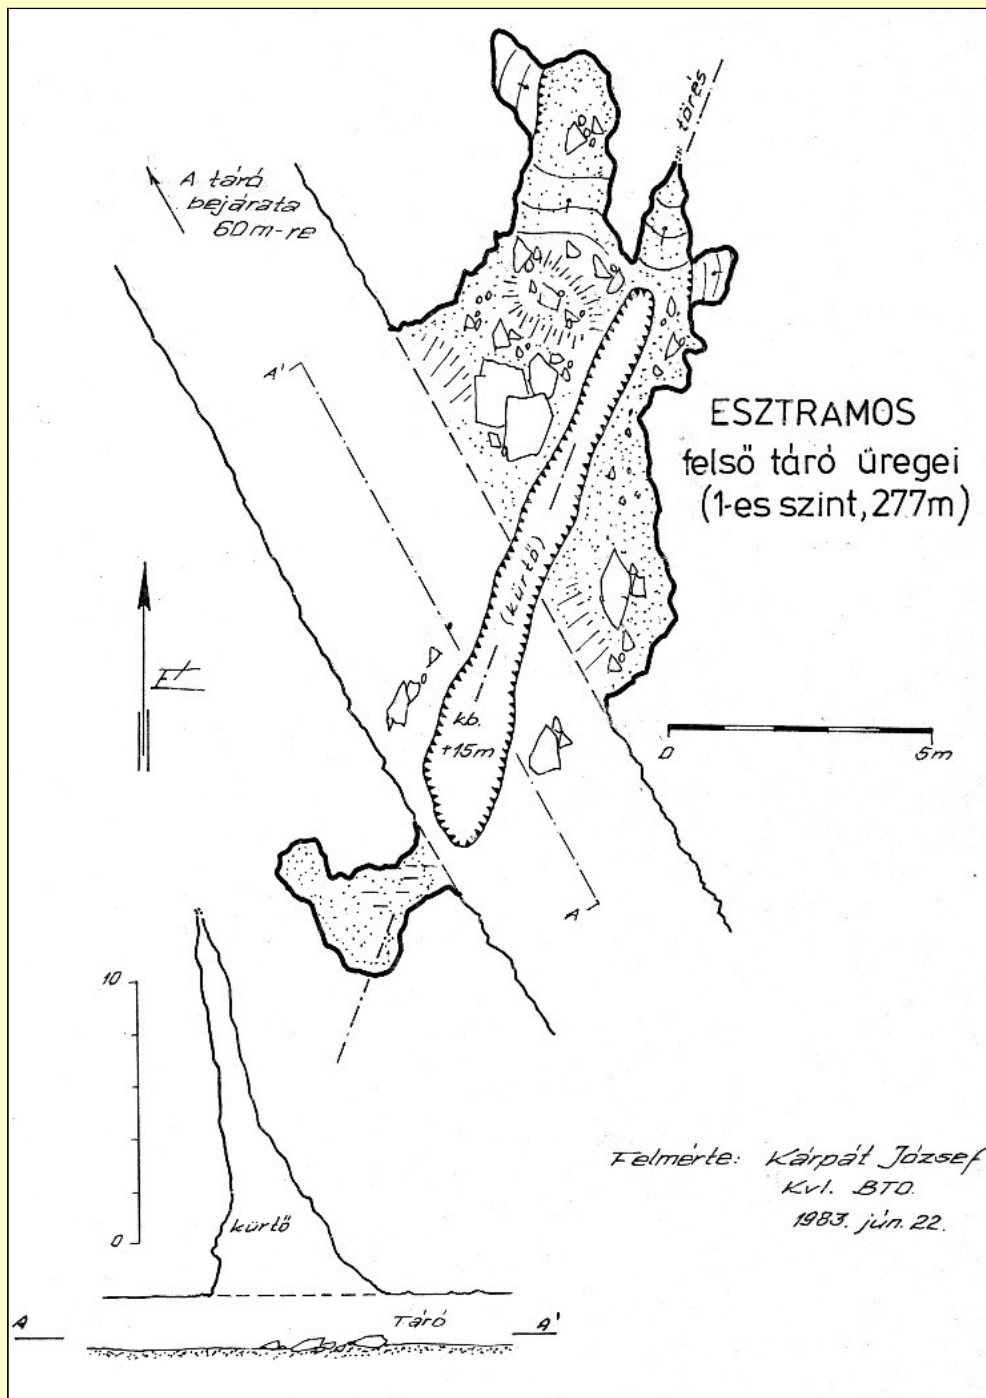 törés
A táró
bejárata
60m-re
A'
ESZTRAMOS
felső táró üregei
(1-es szint, 277m)
(kürtő)
Ét
kb.
+15m
0 5m
A
10
0
kürtő
Felmérte: Kárpát József
Kvl. BTO.
1983. jún. 22.
Táró
A A'